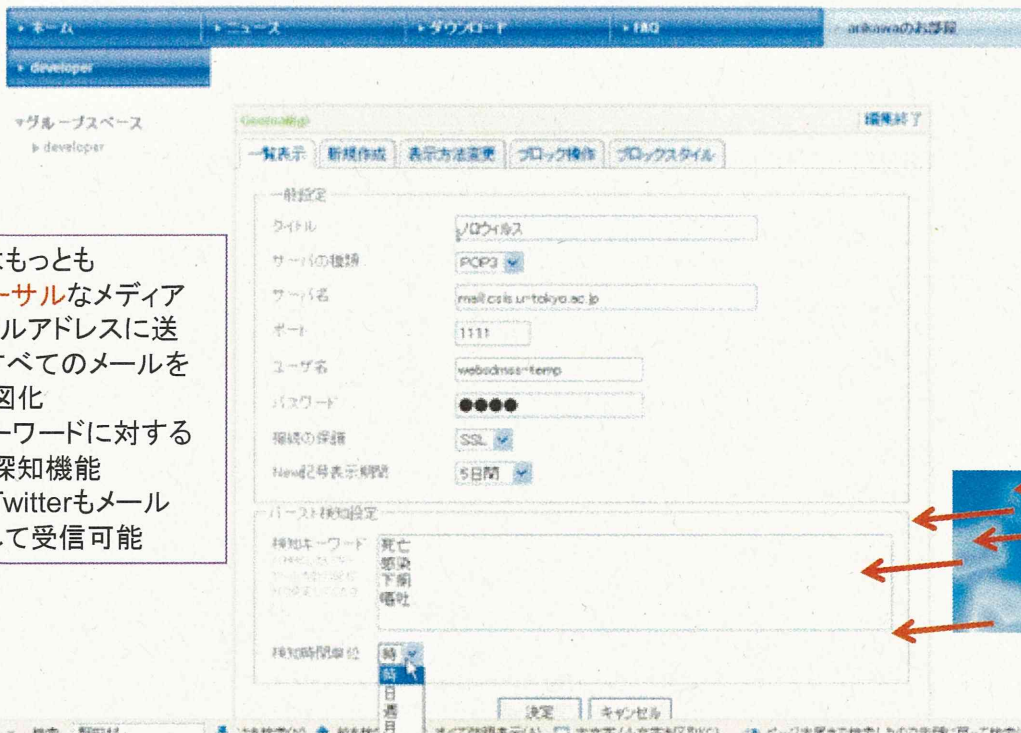 ホーム
ニュース
ダウンロード
FAQ
developer
グループスペース
developer
編集終了
一覧表示
新規作成
表示方法変更
ブロック操作
ブロックスタイル
一般設定
タイトル
ノロウィルス
サーバの種類
POP3
サーバ名
mail.csis.u-tokyo.ac.jp
ポート
1111
ユーザ名
パスワード
●●●●
接続の保護
SSL
New記号表示期間
5日間
バースト検知設定
検知キーワード
死亡
感染
下痢
嘔吐
検知時間単位
時
時
日
週
月
決定
キャンセル
はもっとも
ーサルなメディア
ルアドレスに送
すべてのメールを
図化
ーワードに対する
探知機能
Twitterもメール
して受信可能